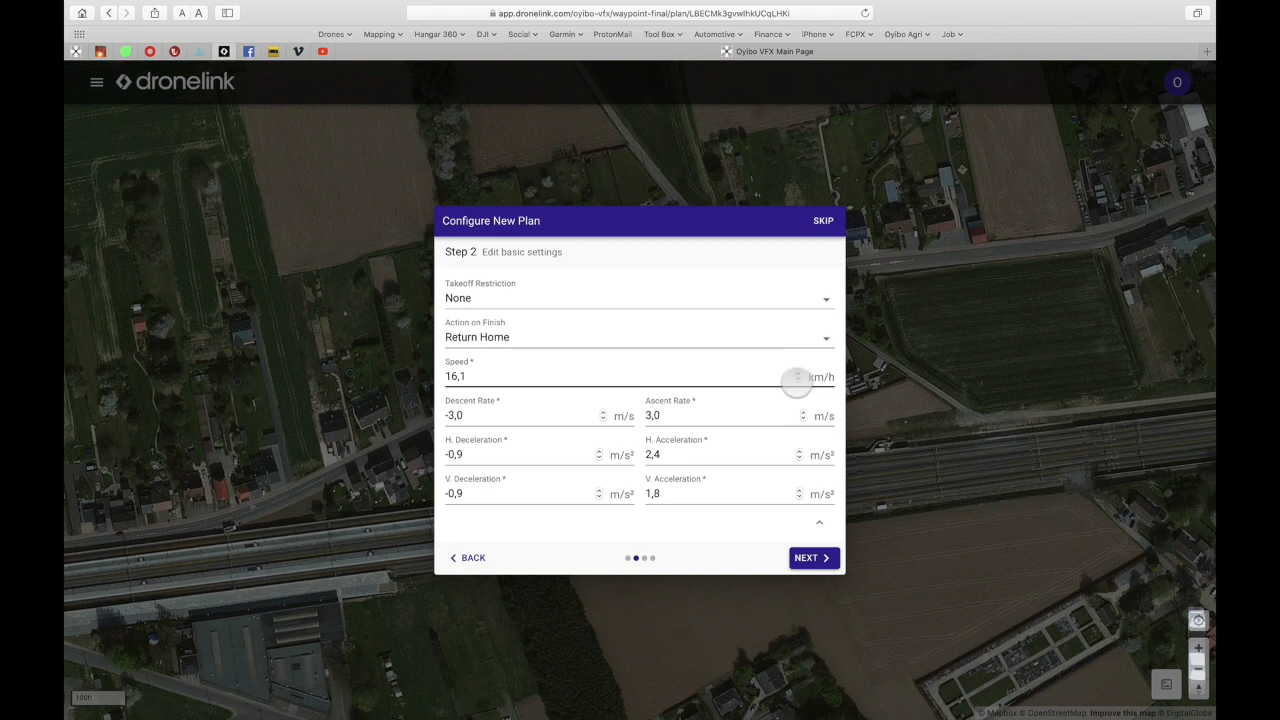 A A
app.dronelink.com/oyibo-vfx/waypoint-final/plan/LBECMk3gvwIhkUCqLHKi
Drones Mapping Hangar 360 DJI Social Garmin ProtonMail Tool Box Automotive iPhone Finance FCPX Oyibo Agri Job
Oyibo VFX Main Page
dronelink
O
Configure New Plan SKIP
Step 2 Edit basic settings
Takeoff Restriction
None
Action on Finish
Return Home
Speed *
16,1 km/h
Descent Rate * Ascent Rate *
-3,0 m/s 3,0 m/s
H. Deceleration * H. Acceleration *
-0,9 m/s² 2,4 m/s²
V. Deceleration * V. Acceleration *
-0,9 m/s² 1,8 m/s²
BACK NEXT
100ft
© Mapbox © OpenStreetMap Improve this map © DigitalGlobe